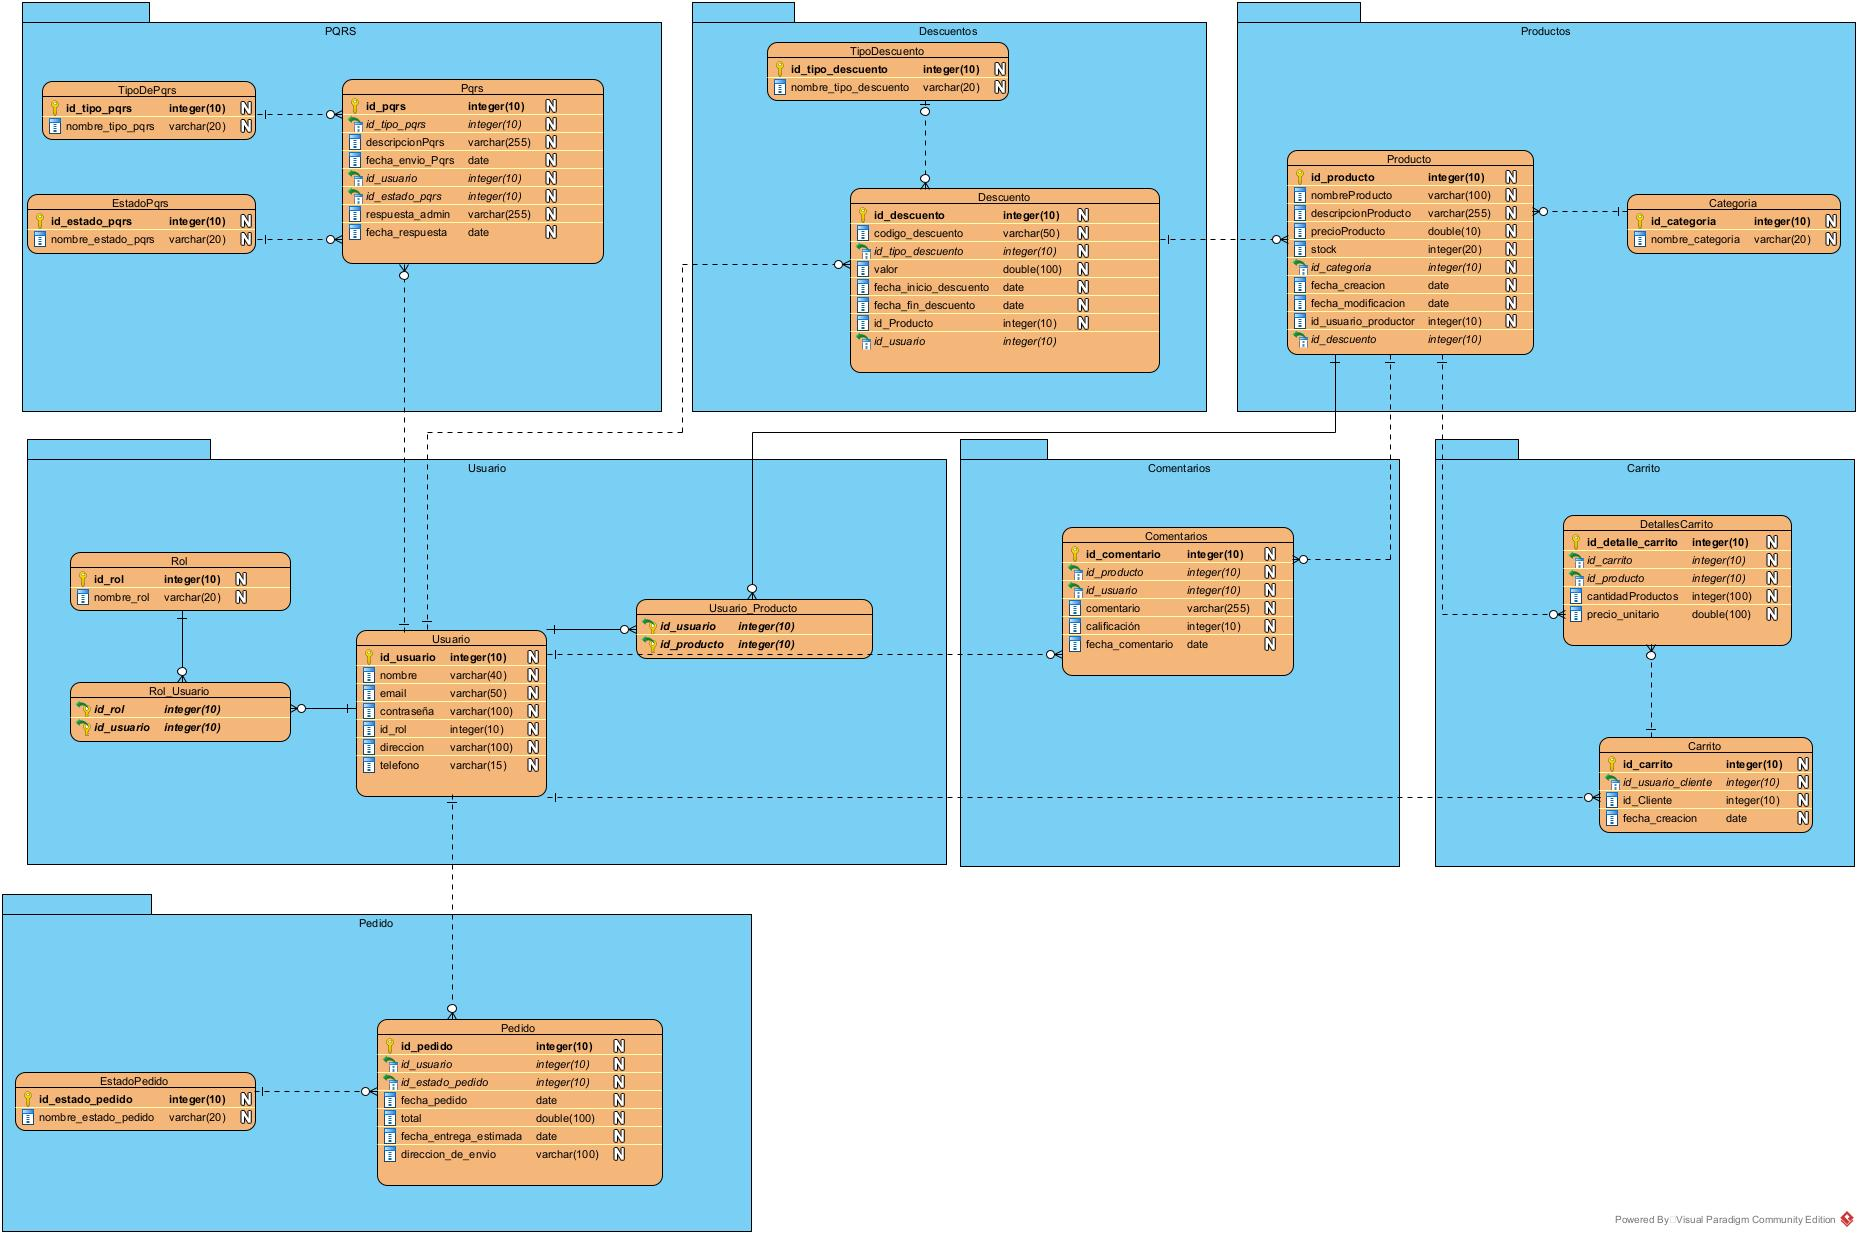 PQRS
TipoDePqrs
id_tipo_pqrs integer(10) N
nombre_tipo_pqrs varchar(20) N
EstadoPqrs
id_estado_pqrs integer(10) N
nombre_estado_pqrs varchar(20) N
Pqrs
id_pqrs integer(10) N
id_tipo_pqrs integer(10) N
descripcionPqrs varchar(255) N
fecha_envio_Pqrs date N
id_usuario integer(10) N
id_estado_pqrs integer(10) N
respuesta_admin varchar(255) N
fecha_respuesta date N
Descuentos
TipoDescuento
id_tipo_descuento integer(10) N
nombre_tipo_descuento varchar(20) N
Descuento
id_descuento integer(10) N
codigo_descuento varchar(50) N
id_tipo_descuento integer(10) N
valor double(100) N
fecha_inicio_descuento date N
fecha_fin_descuento date N
id_Producto integer(10) N
id_usuario integer(10)
Productos
Producto
id_producto integer(10) N
nombreProducto varchar(100) N
descripcionProducto varchar(255) N
precioProducto double(10) N
stock integer(20) N
id_categoria integer(10) N
fecha_creacion date N
fecha_modificacion date N
id_usuario_productor integer(10) N
id_descuento integer(10)
Categoria
id_categoria integer(10) N
nombre_categoria varchar(20) N
Usuario
Rol
id_rol integer(10) N
nombre_rol varchar(20) N
Rol_Usuario
id_rol integer(10)
id_usuario integer(10)
Usuario
id_usuario integer(10) N
nombre varchar(40) N
email varchar(50) N
contraseña varchar(100) N
id_rol integer(10) N
direccion varchar(100) N
telefono varchar(15) N
Usuario_Producto
id_usuario integer(10)
id_producto integer(10)
Comentarios
Comentarios
id_comentario integer(10) N
id_producto integer(10) N
id_usuario integer(10) N
comentario varchar(255) N
calificación integer(10) N
fecha_comentario date N
Carrito
DetallesCarrito
id_detalle_carrito integer(10) N
id_carrito integer(10) N
id_producto integer(10) N
cantidadProductos integer(100) N
precio_unitario double(100) N
Carrito
id_carrito integer(10) N
id_usuario_cliente integer(10) N
id_Cliente integer(10) N
fecha_creacion date N
Pedido
EstadoPedido
id_estado_pedido integer(10) N
nombre_estado_pedido varchar(20) N
Pedido
id_pedido integer(10) N
id_usuario integer(10) N
id_estado_pedido integer(10) N
fecha_pedido date N
total double(100) N
fecha_entrega_estimada date N
direccion_de_envio varchar(100) N
Powered By Visual Paradigm Community Edition